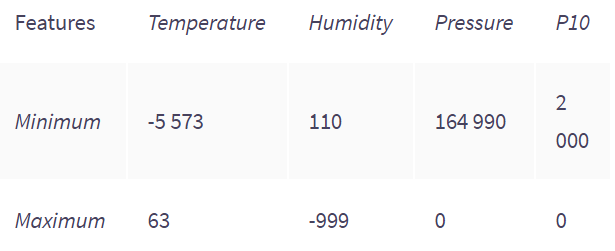 Features Temperature Humidity Pressure P10
Minimum -5 573 110 164 990 2
000
Maximum 63 -999 0 0